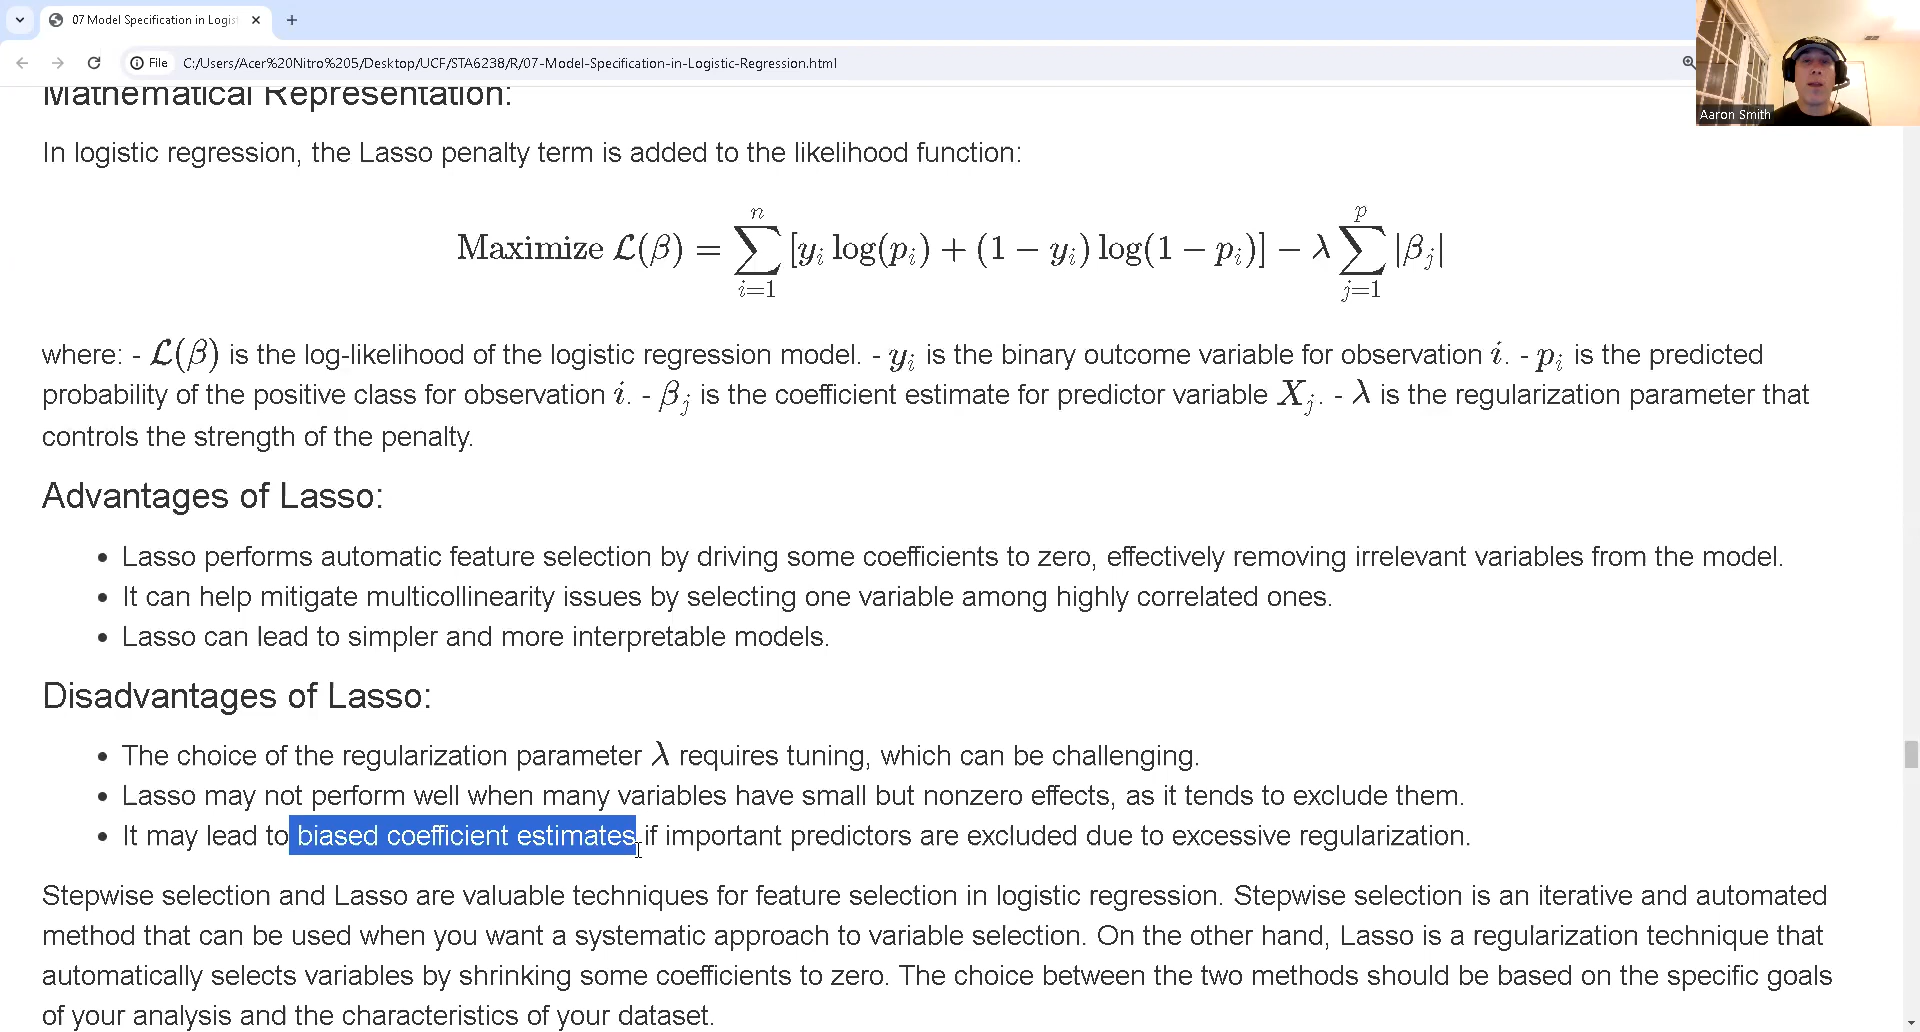 07 Model Specification in Logis
File C:/Users/Acer%20Nitro%205/Desktop/UCF/STA6238/R/07-Model-Specification-in-Logistic-Regression.html
Aaron Smith
Mathematical Representation:
In logistic regression, the Lasso penalty term is added to the likelihood function:
Maximize ℒ(β) = ∑_{i=1}^{n} [y_i log(p_i) + (1 − y_i) log(1 − p_i)] − λ ∑_{j=1}^{p} |β_j|
where: - ℒ(β) is the log-likelihood of the logistic regression model. - y_i is the binary outcome variable for observation i. - p_i is the predicted
probability of the positive class for observation i. - β_j is the coefficient estimate for predictor variable X_j. - λ is the regularization parameter that
controls the strength of the penalty.
Advantages of Lasso:
• Lasso performs automatic feature selection by driving some coefficients to zero, effectively removing irrelevant variables from the model.
• It can help mitigate multicollinearity issues by selecting one variable among highly correlated ones.
• Lasso can lead to simpler and more interpretable models.
Disadvantages of Lasso:
• The choice of the regularization parameter λ requires tuning, which can be challenging.
• Lasso may not perform well when many variables have small but nonzero effects, as it tends to exclude them.
• It may lead to biased coefficient estimates if important predictors are excluded due to excessive regularization.
Stepwise selection and Lasso are valuable techniques for feature selection in logistic regression. Stepwise selection is an iterative and automated
method that can be used when you want a systematic approach to variable selection. On the other hand, Lasso is a regularization technique that
automatically selects variables by shrinking some coefficients to zero. The choice between the two methods should be based on the specific goals
of your analysis and the characteristics of your dataset.